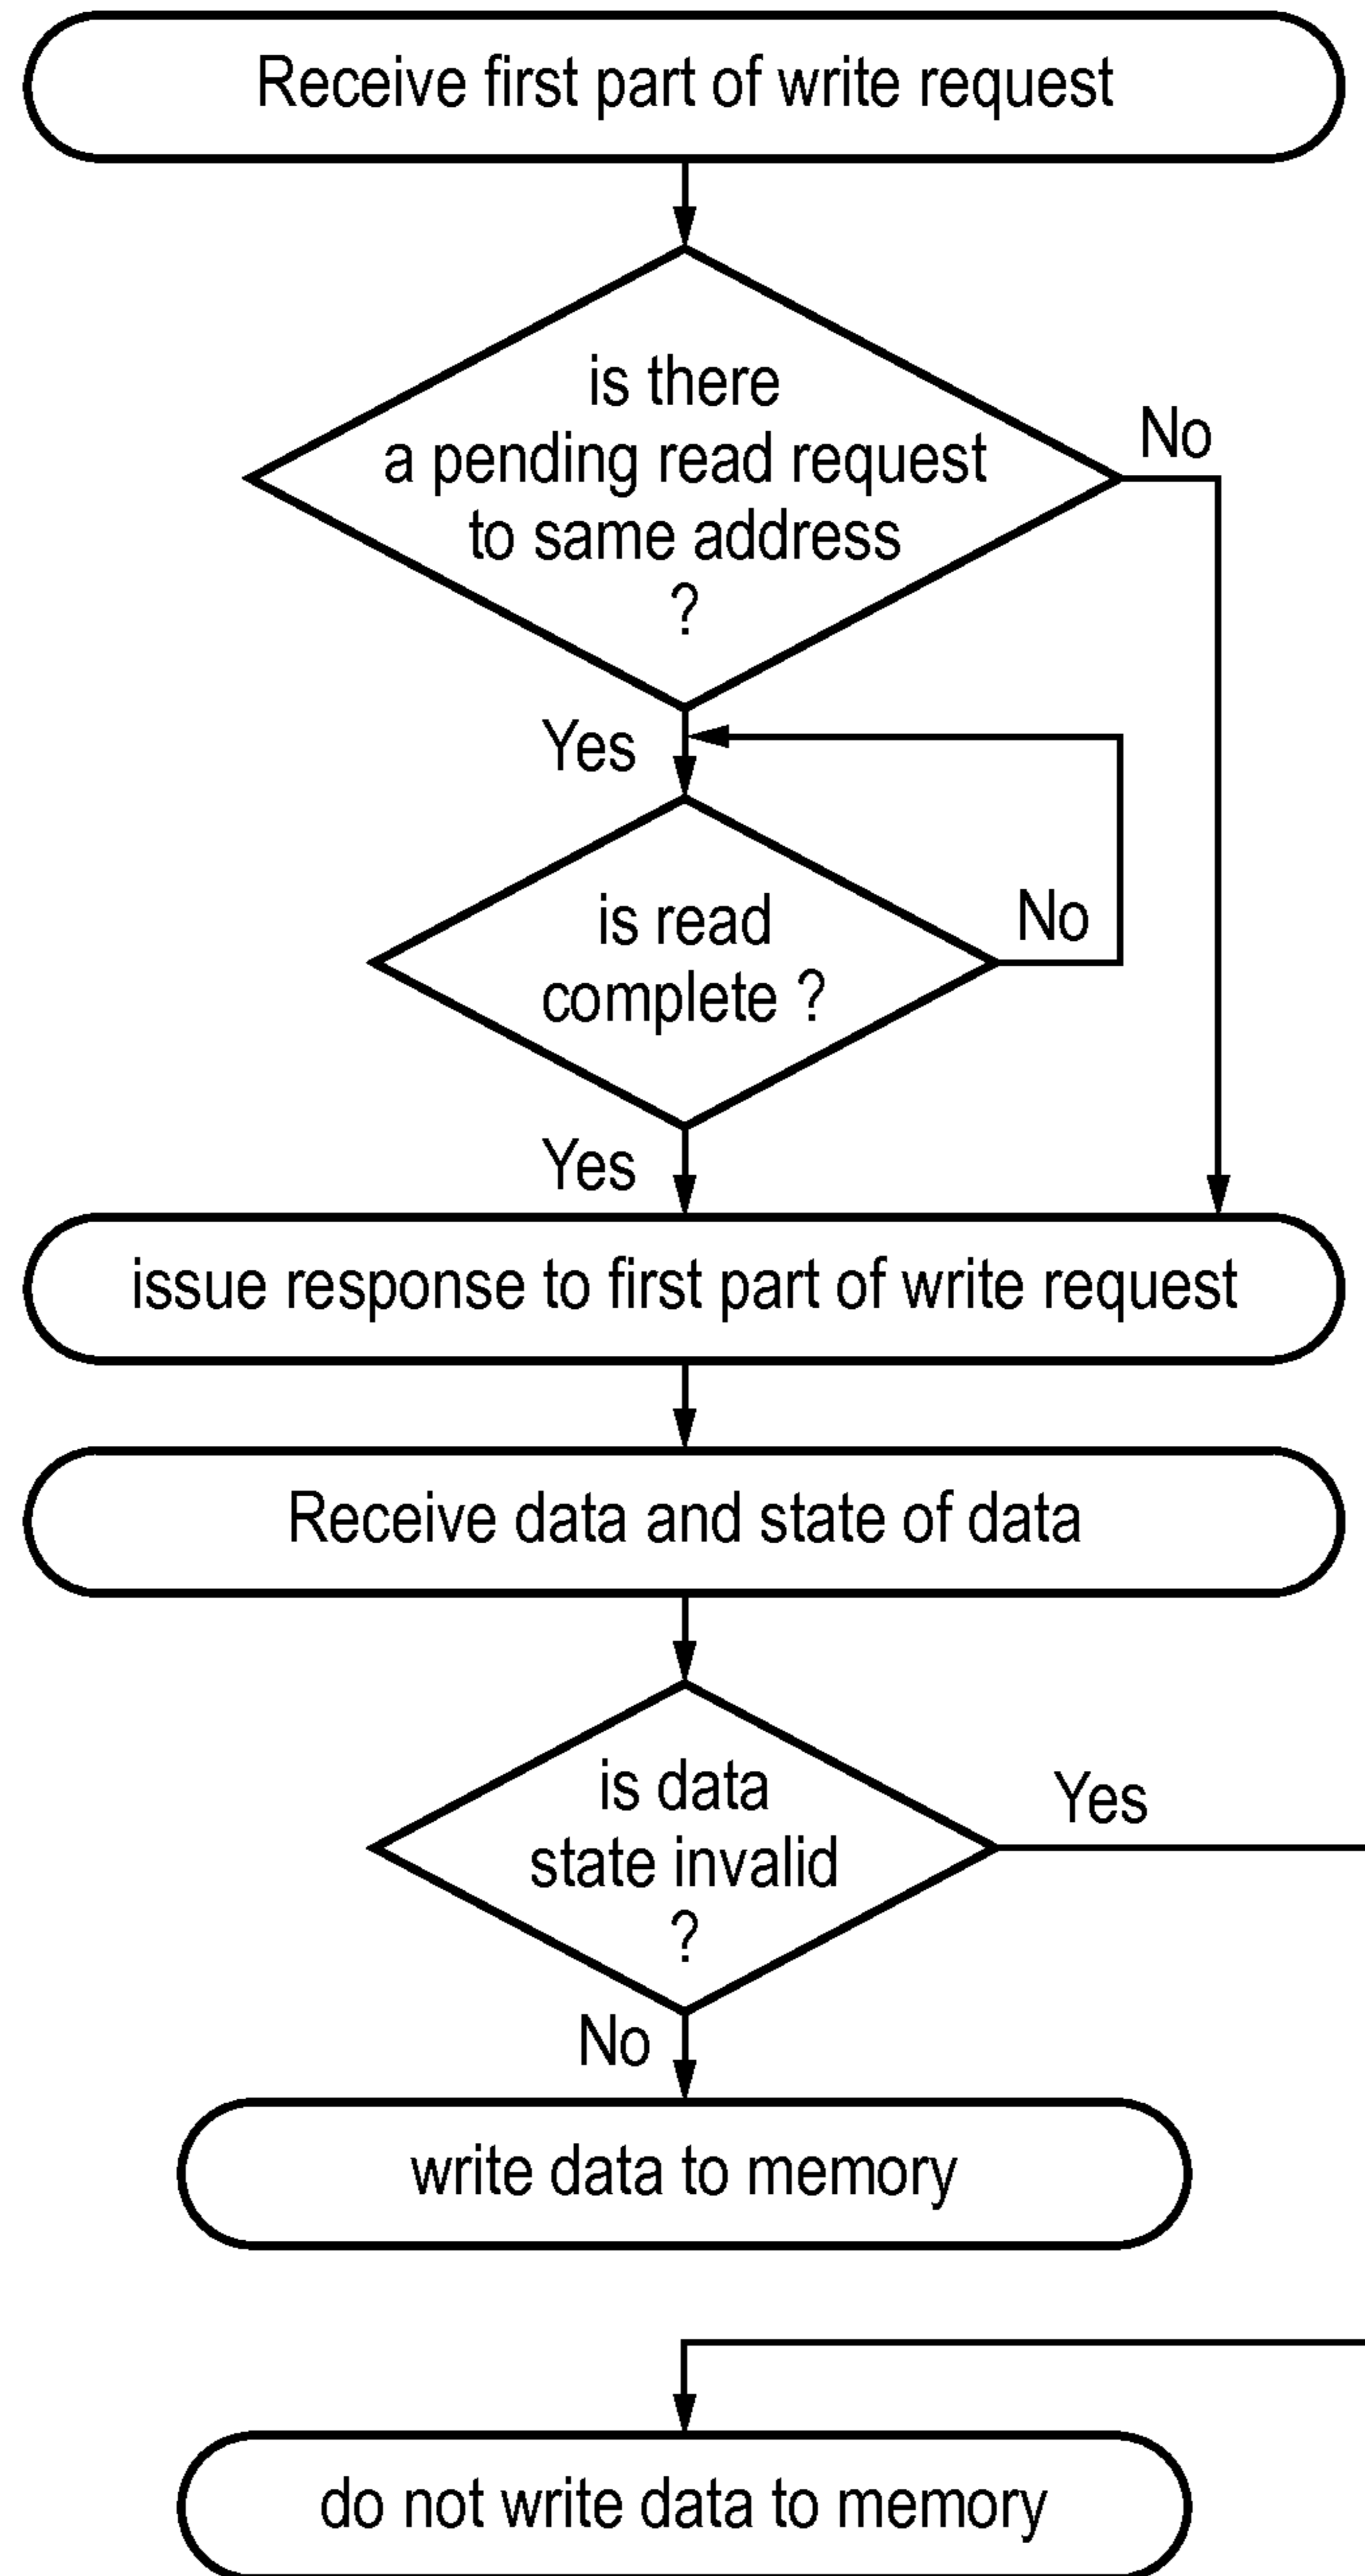 Receive first part of write request
is there
a pending read request
to same address
?
No
Yes
is read
complete ?
No
Yes
issue response to first part of write request
Receive data and state of data
is data
state invalid
?
Yes
No
write data to memory
do not write data to memory